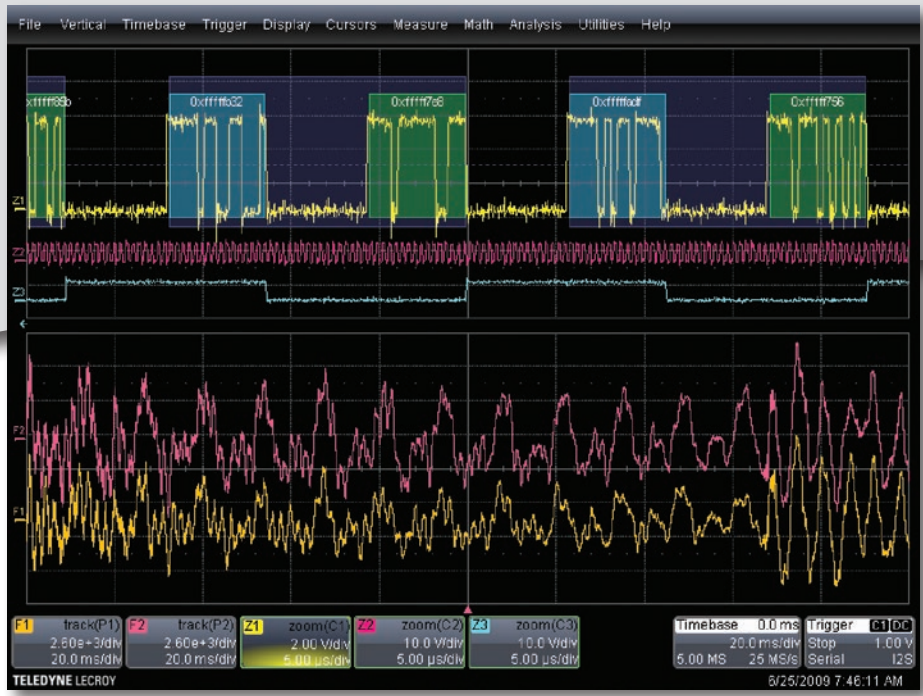 File Vertical Timebase Trigger Display Cursors Measure Math Analysis Utilities Help
xfffff85b 0xfffffb32 0xfffff7e8 0xfffffadf 0xfffff756
Z1
Z2
Z3
F2
F1
F1 track(P1) F2 track(P2) Z1 zoom(C1) Z2 zoom(C2) Z3 zoom(C3) Timebase 0.0 ms Trigger C1 DC
2.60e+3/div 2.60e+3/div 2.00 V/div 10.0 V/div 10.0 V/div 20.0 ms/div Stop 1.00 V
20.0 ms/div 20.0 ms/div 5.00 µs/div 5.00 µs/div 5.00 µs/div 5.00 MS 25 MS/s Serial I2S
TELEDYNE LECROY 6/25/2009 7:46:11 AM